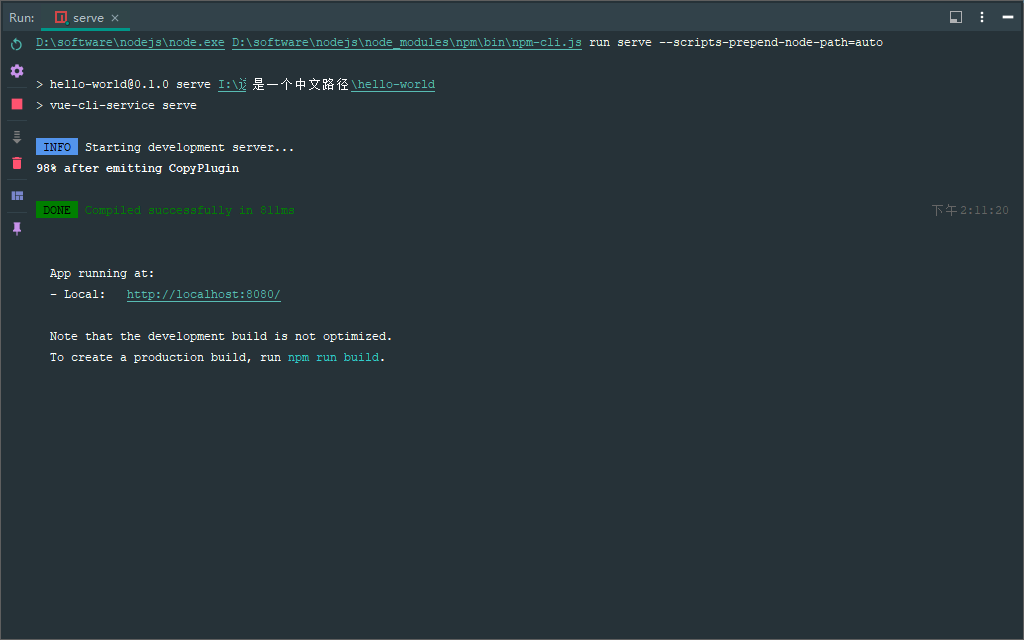 Run: serve
D:\software\nodejs\node.exe D:\software\nodejs\node_modules\npm\bin\npm-cli.js run serve --scripts-prepend-node-path=auto
> hello-world@0.1.0 serve I:\这是一个中文路径\hello-world
> vue-cli-service serve
INFO Starting development server...
98% after emitting CopyPlugin
DONE Compiled successfully in 811ms 下午2:11:20
App running at:
- Local: http://localhost:8080/
Note that the development build is not optimized.
To create a production build, run npm run build.